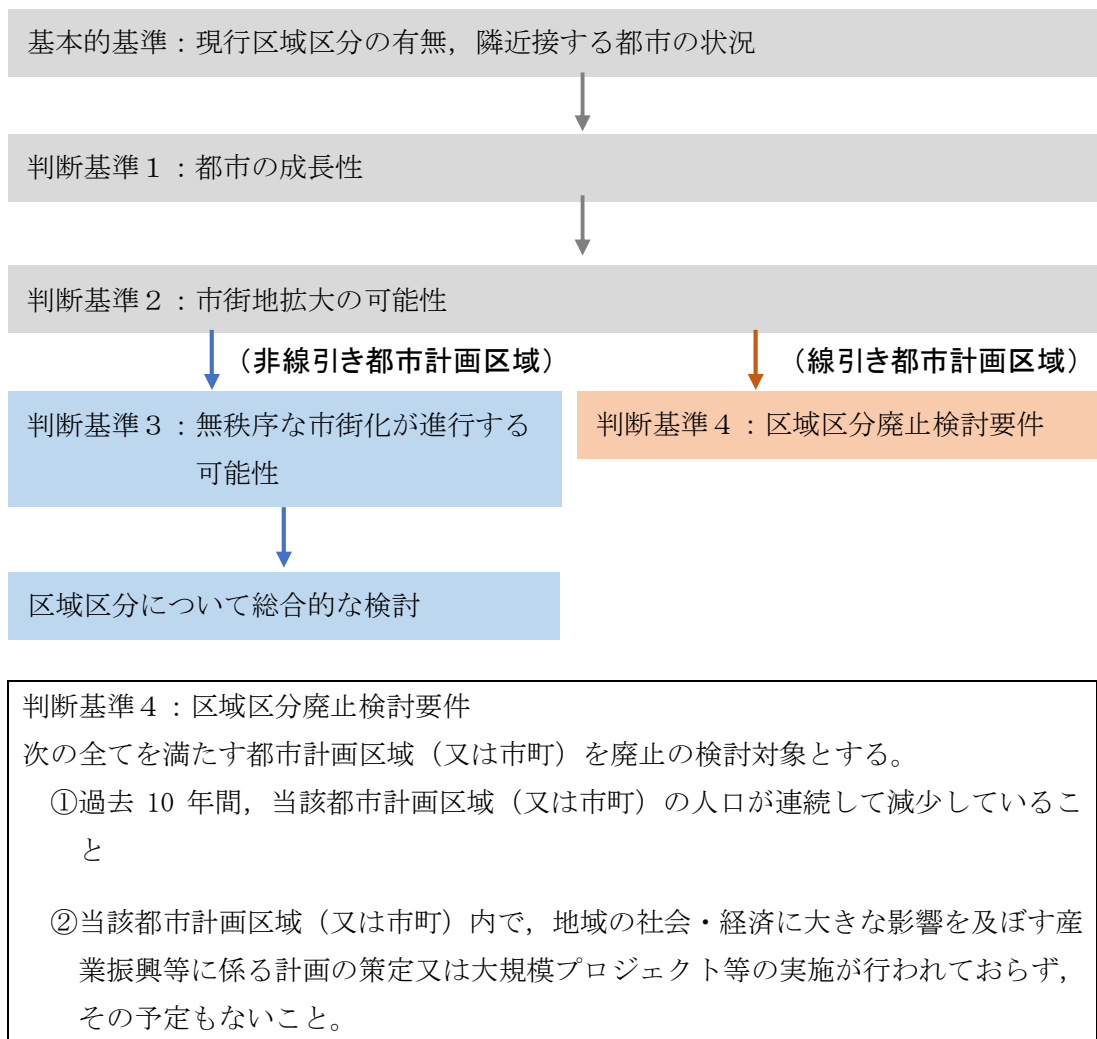 基本的基準：現行区域区分の有無，隣近接する都市の状況
判断基準１：都市の成長性
判断基準２：市街地拡大の可能性
（非線引き都市計画区域）
（線引き都市計画区域）
判断基準３：無秩序な市街化が進行する
可能性
判断基準４：区域区分廃止検討要件
区域区分について総合的な検討
判断基準４：区域区分廃止検討要件
次の全てを満たす都市計画区域（又は市町）を廃止の検討対象とする。
①過去 10 年間，当該都市計画区域（又は市町）の人口が連続して減少しているこ
と
②当該都市計画区域（又は市町）内で，地域の社会・経済に大きな影響を及ぼす産
業振興等に係る計画の策定又は大規模プロジェクト等の実施が行われておらず，
その予定もないこと。